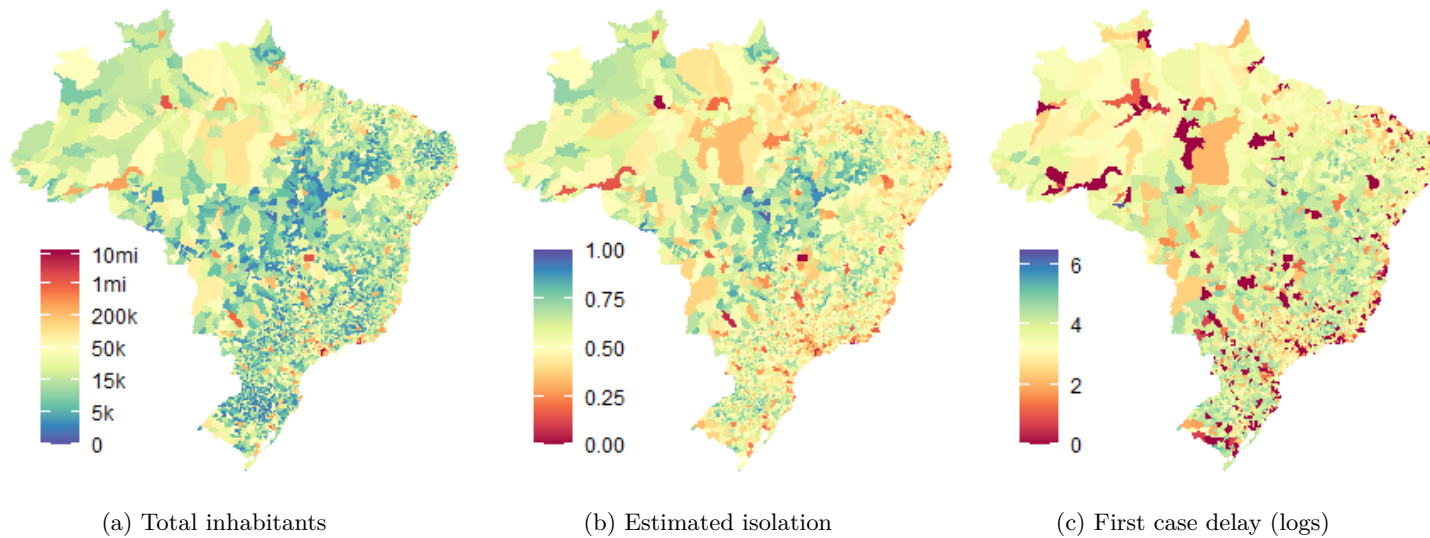 10mi
1mi
200k
50k
15k
5k
0
1.00
0.75
0.50
0.25
0.00
6
4
2
0
(a) Total inhabitants
(b) Estimated isolation
(c) First case delay (logs)